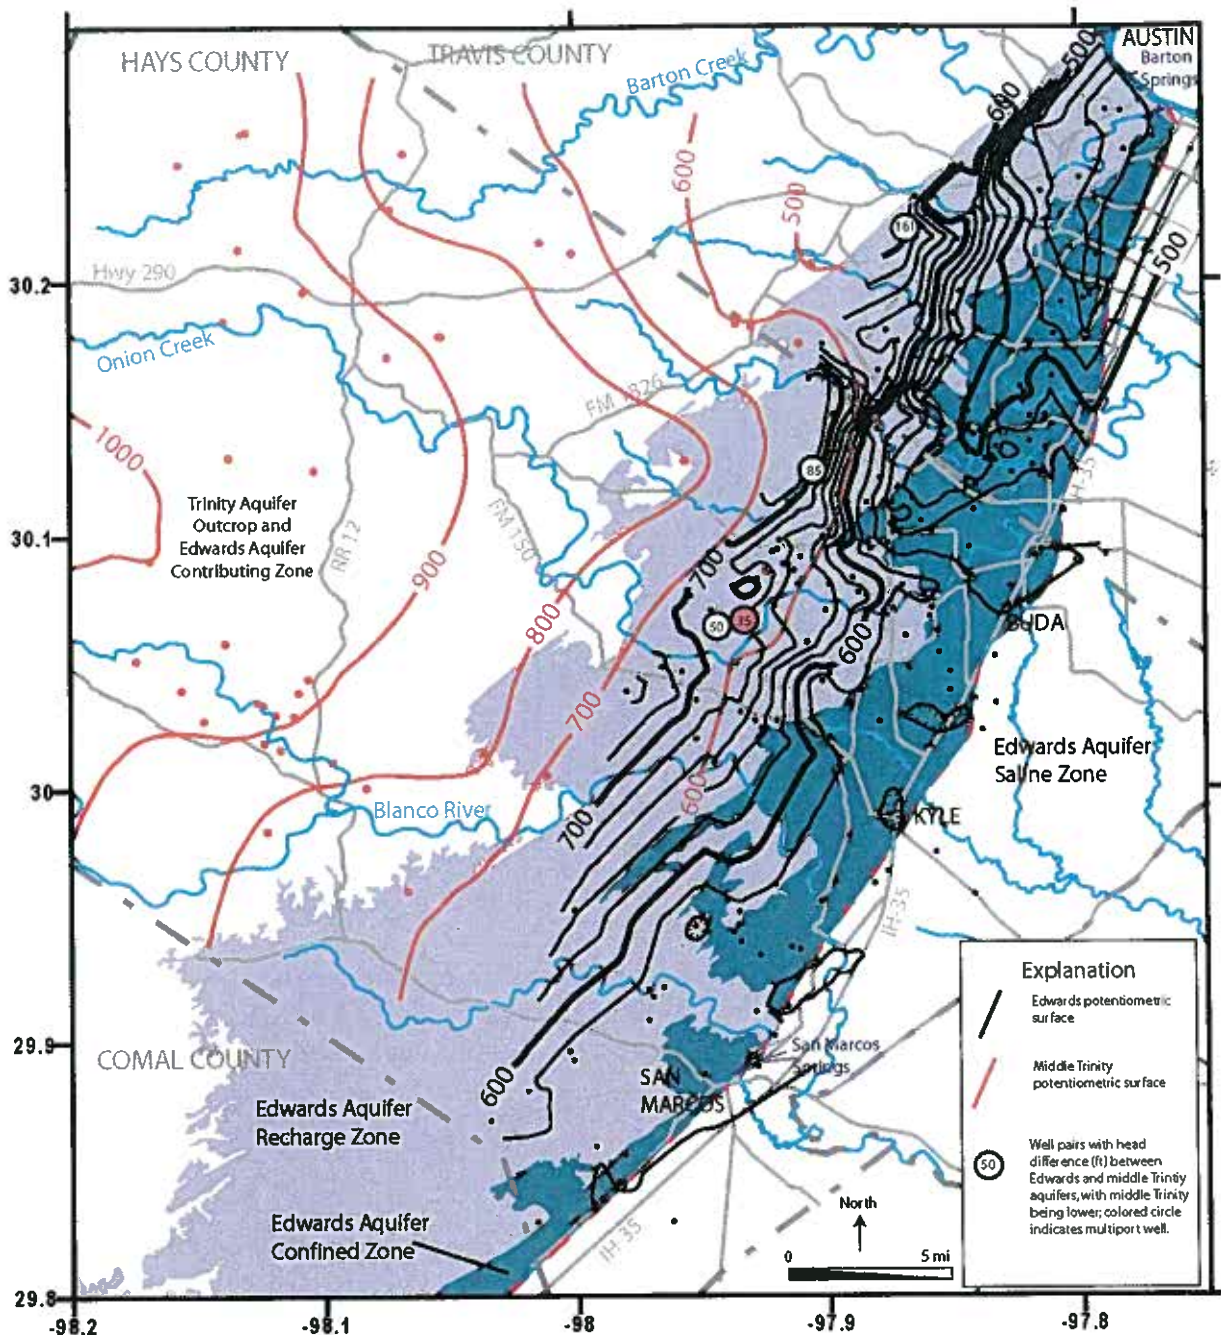 HAYS COUNTY
TRAVIS COUNTY
AUSTIN
Barton
Springs
Barton Creek
500
600
600
500
161
500
30.2
Hwy 290
Onion Creek
FM 1826
1000
Trinity Aquifer
Outcrop and
Edwards Aquifer
Contributing Zone
RR 12
FM 150
85
IH-35
30.1
900
800
700
700
50
35
600
BUDA
Edwards Aquifer
Saline Zone
30
Blanco River
700
600
KYLE
IH-35
29.9
COMAL COUNTY
600
SAN
MARCOS
San Marcos
Springs
Edwards Aquifer
Recharge Zone
Edwards Aquifer
Confined Zone
IH-35
North
0 5 mi
Explanation
Edwards potentiometric
surface
Middle Trinity
potentiometric surface
50
Well pairs with head
difference (ft) between
Edwards and middle Trintiy
aquifers, with middle Trinity
being lower; colored circle
indicates multiport well.
29.8
-98.2
-98.1
-98
-97.9
-97.8